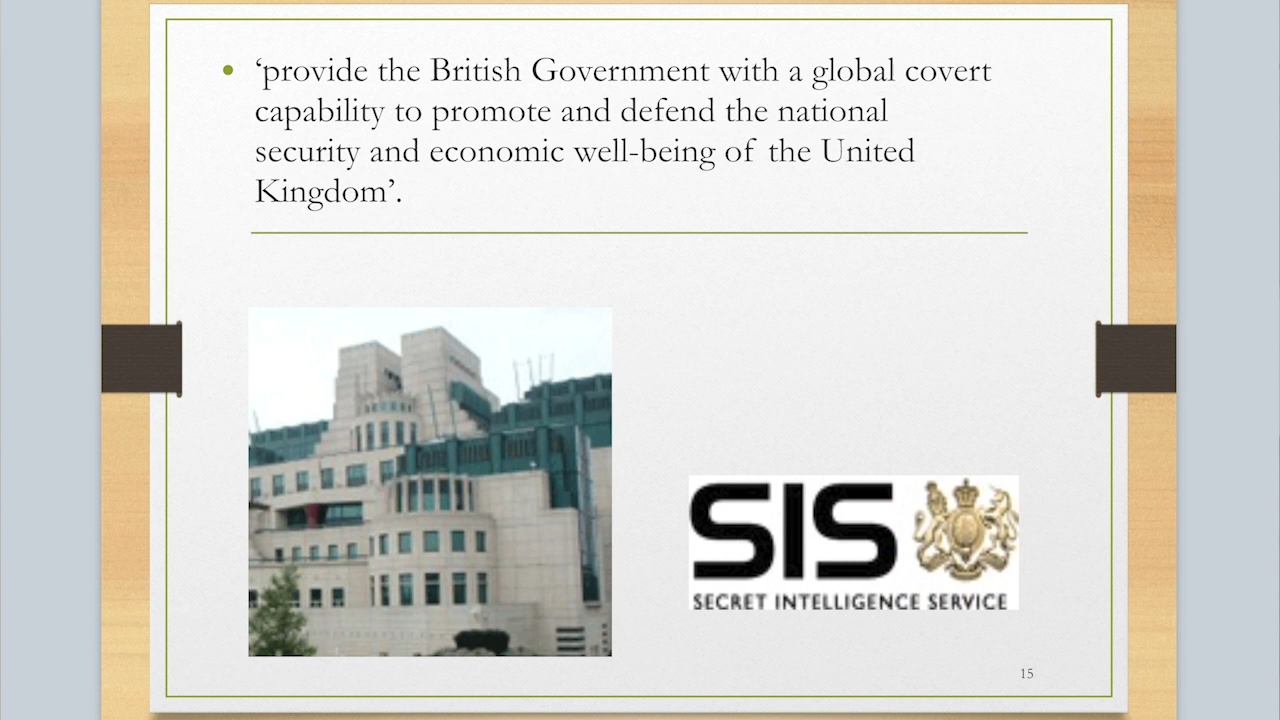 ‘provide the British Government with a global covert
capability to promote and defend the national
security and economic well-being of the United
Kingdom’.
SIS
SECRET INTELLIGENCE SERVICE
15